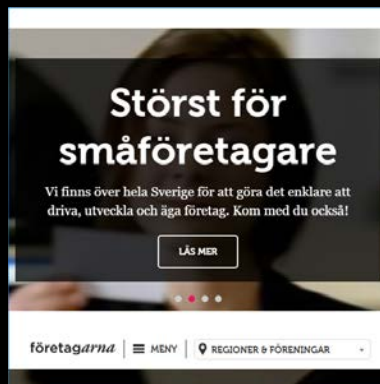 Störst för
småföretagare
Vi finns över hela Sverige för att göra det enklare att
driva, utveckla och äga företag. Kom med du också!
LÄS MER
företagarna MENY REGIONER & FÖRENINGAR